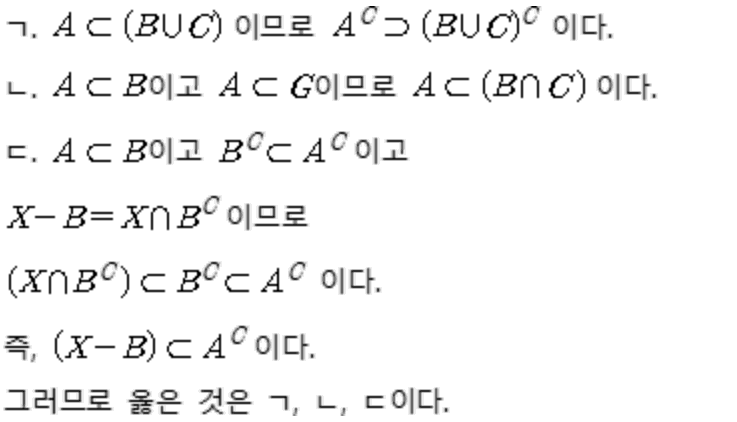 ㄱ. A ⊂ (B∪C) 이므로 A^C ⊃ (B∪C)^C 이다.
ㄴ. A ⊂ B이고 A ⊂ G이므로 A ⊂ (B∩C) 이다.
ㄷ. A ⊂ B이고 B^C ⊂ A^C 이고
X − B = X∩B^C 이므로
(X∩B^C) ⊂ B^C ⊂ A^C 이다.
즉, (X − B) ⊂ A^C 이다.
그러므로 옳은 것은 ㄱ, ㄴ, ㄷ이다.